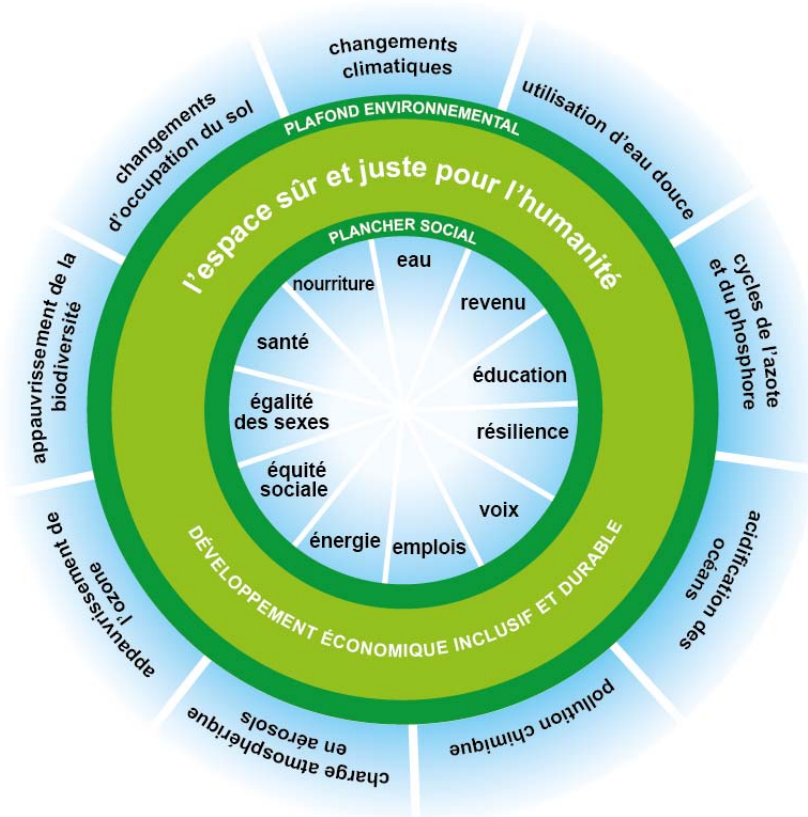 changements
climatiques
utilisation d'eau douce
cycles de l'azote
et du phosphore
acidification des
océans
pollution chimique
charge atmosphérique
en aérosols
appauvrissement de
l'ozone
appauvrissement de la
biodiversité
changements
d'occupation du sol
PLAFOND ENVIRONNEMENTAL
l'espace sûr et juste pour l'humanité
PLANCHER SOCIAL
eau
revenu
éducation
résilience
voix
emplois
énergie
équité
sociale
égalité
des sexes
santé
nourriture
DÉVELOPPEMENT ÉCONOMIQUE INCLUSIF ET DURABLE